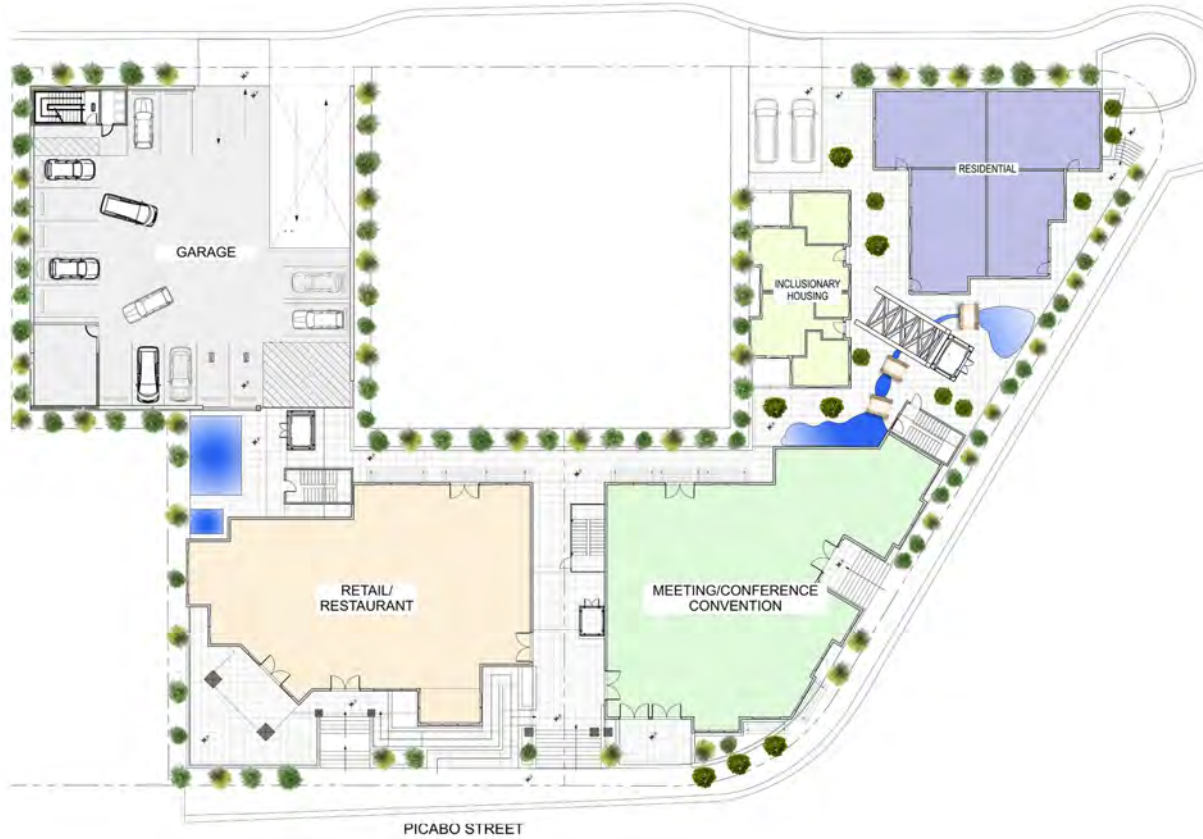 RESIDENTIAL
GARAGE
INCLUSIONARY
HOUSING
RETAIL/
RESTAURANT
MEETING/CONFERENCE
CONVENTION
PICABO STREET